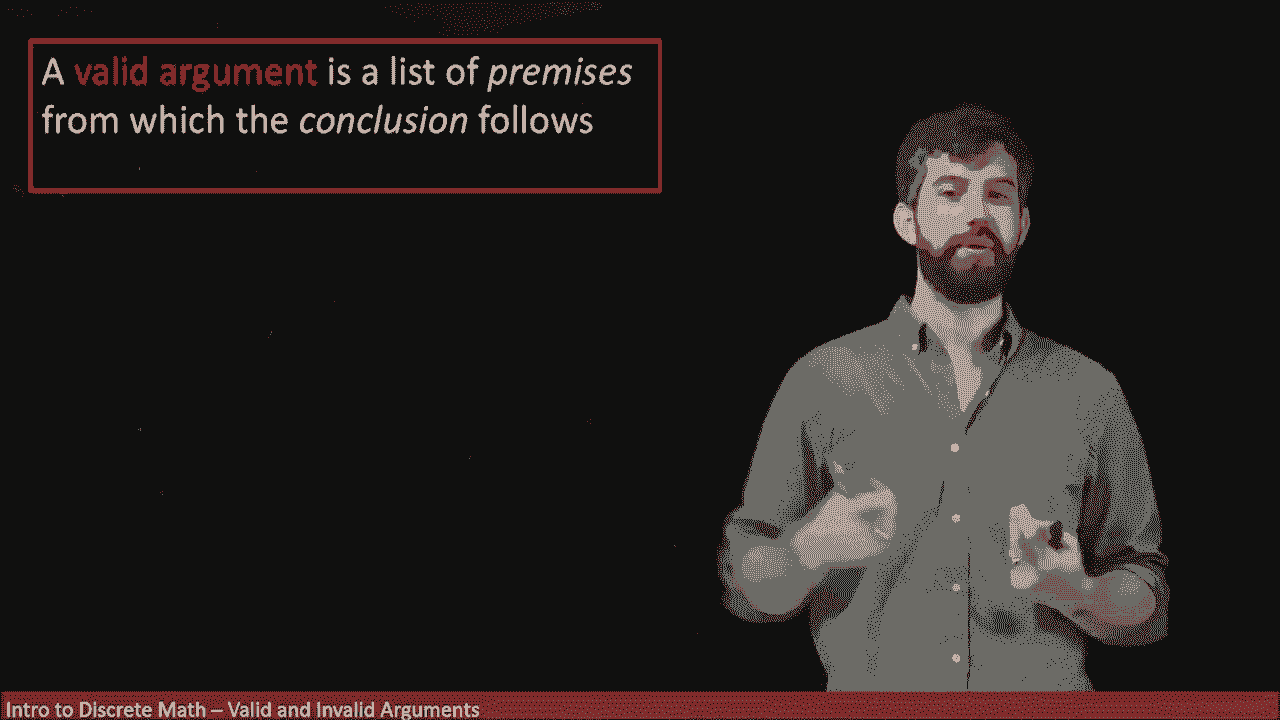 A valid argument is a list of premises
from which the conclusion follows
Intro to Discrete Math – Valid and Invalid Arguments